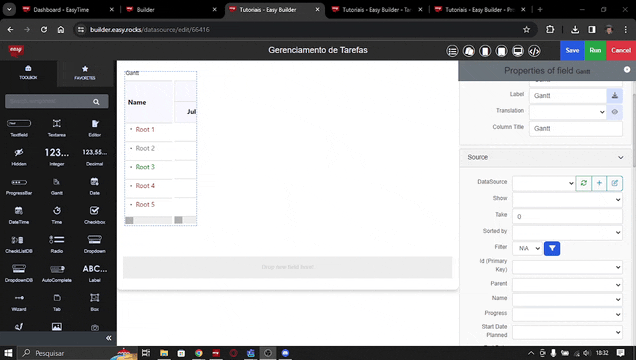 Dashboard - EasyTime
Builder
Tutoriais - Easy Builder
Tutoriais - Easy Builder - Ta
Tutoriais - Easy Builder - Pr
builder.easy.rocks/datasource/edit/66416
easy
Gerenciamento de Tarefas
Save
Run
Cancel
TOOLBOX
FAVORITES
Textfield
Textarea
Editor
Hidden
123...
Integer
123,55...
Decimal
ProgressBar
Gantt
Date
DateTime
Time
Checkbox
CheckListDB
Radio
Dropdown
DropdownDB
AutoComplete
ABC...
Label
Wizard
Tab
Box
Gantt
Name
Jul
Root 1
Root 2
Root 3
Root 4
Root 5
Drop new field here...
Properties of field Gantt
Label
Gantt
Translation
Column Title
Gantt
Source
DataSource
Show
Take
0
Sorted by
Filter
N\A
Id (Primary Key)
Parent
Name
Progress
Start Date Planned
Pesquisar
18:32